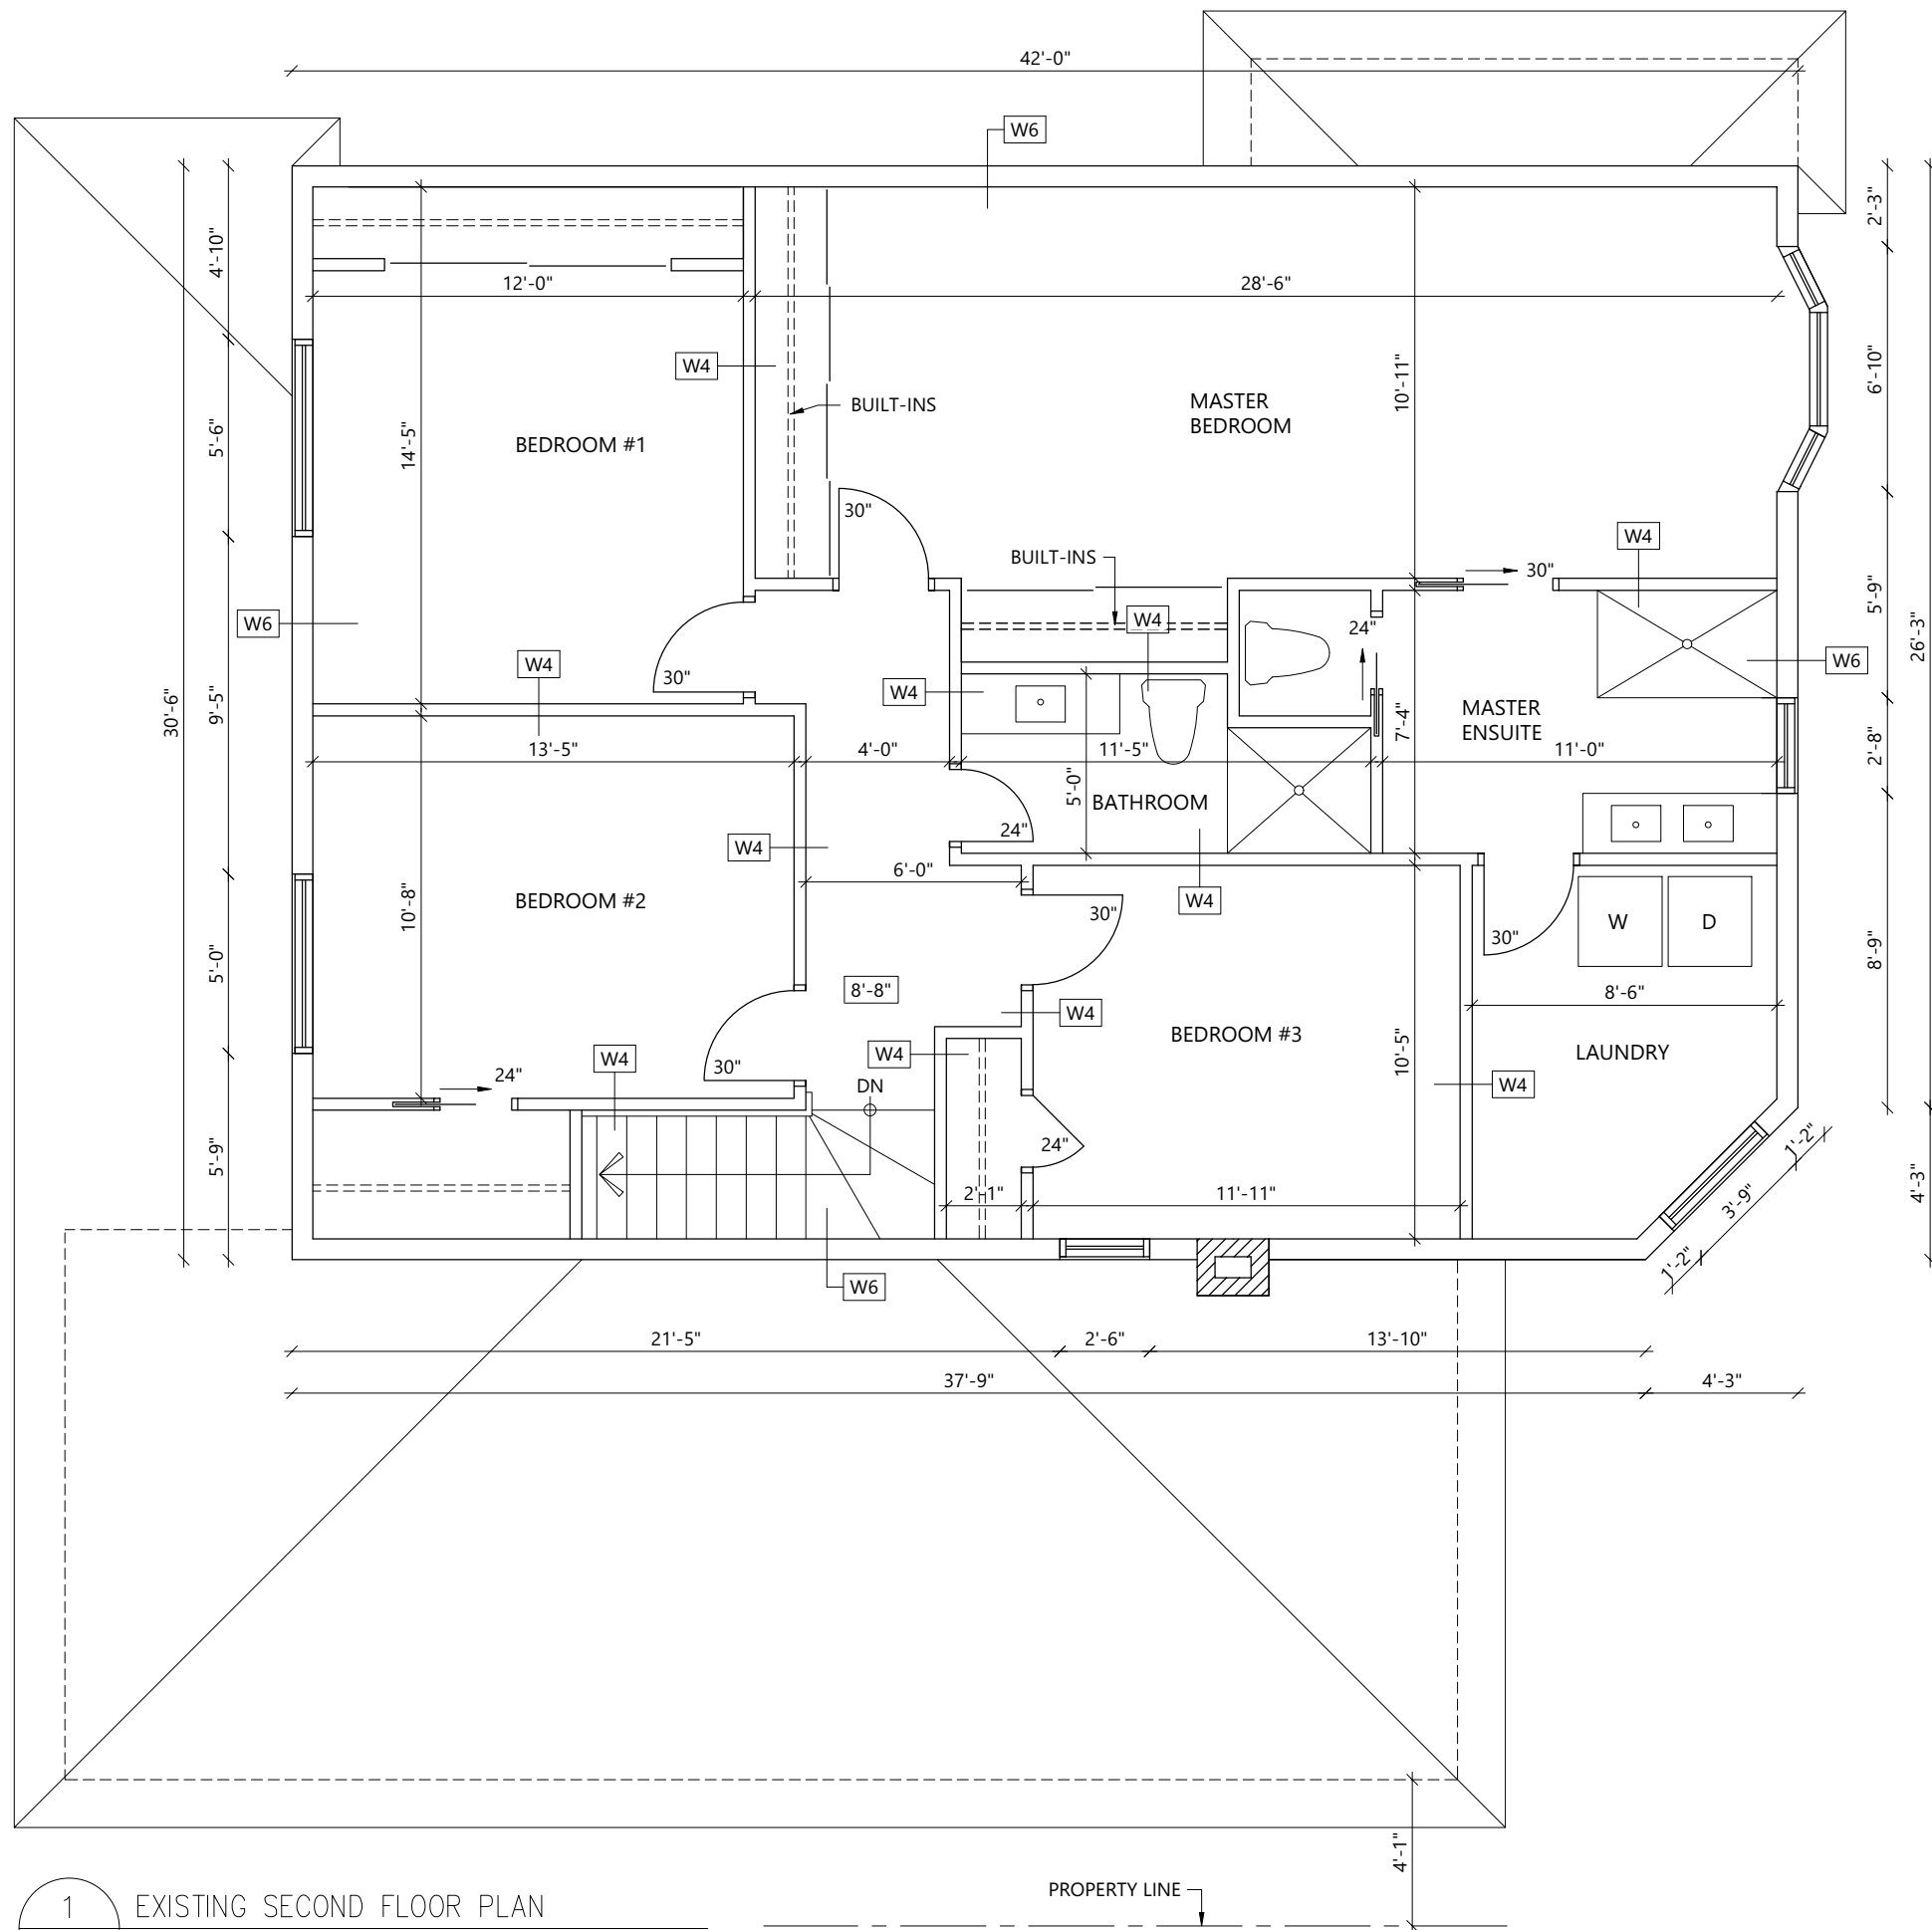 42'-0"
W6
2'-3"
4'-10"
12'-0"
28'-6"
W4
BUILT-INS
MASTER
BEDROOM
10'-11"
6'-10"
5'-6"
14'-5"
BEDROOM #1
30"
W4
BUILT-INS
30"
5'-9"
W6
W4
24"
26'-3"
W4
30"
W4
W6
30'-6"
9'-5"
MASTER
ENSUITE
7'-4"
2'-8"
13'-5"
4'-0"
11'-5"
11'-0"
5'-0"
BATHROOM
24"
W4
6'-0"
10'-8"
BEDROOM #2
W4
30"
W
D
30"
8'-9"
5'-0"
8'-8"
8'-6"
W4
BEDROOM #3
10'-5"
LAUNDRY
W4
W4
24"
30"
DN
W4
24"
5'-9"
1'-2"
2'-1"
11'-11"
3'-9"
4'-3"
1'-2"
W6
21'-5"
2'-6"
13'-10"
37'-9"
4'-3"
4'-1"
PROPERTY LINE
1
EXISTING SECOND FLOOR PLAN